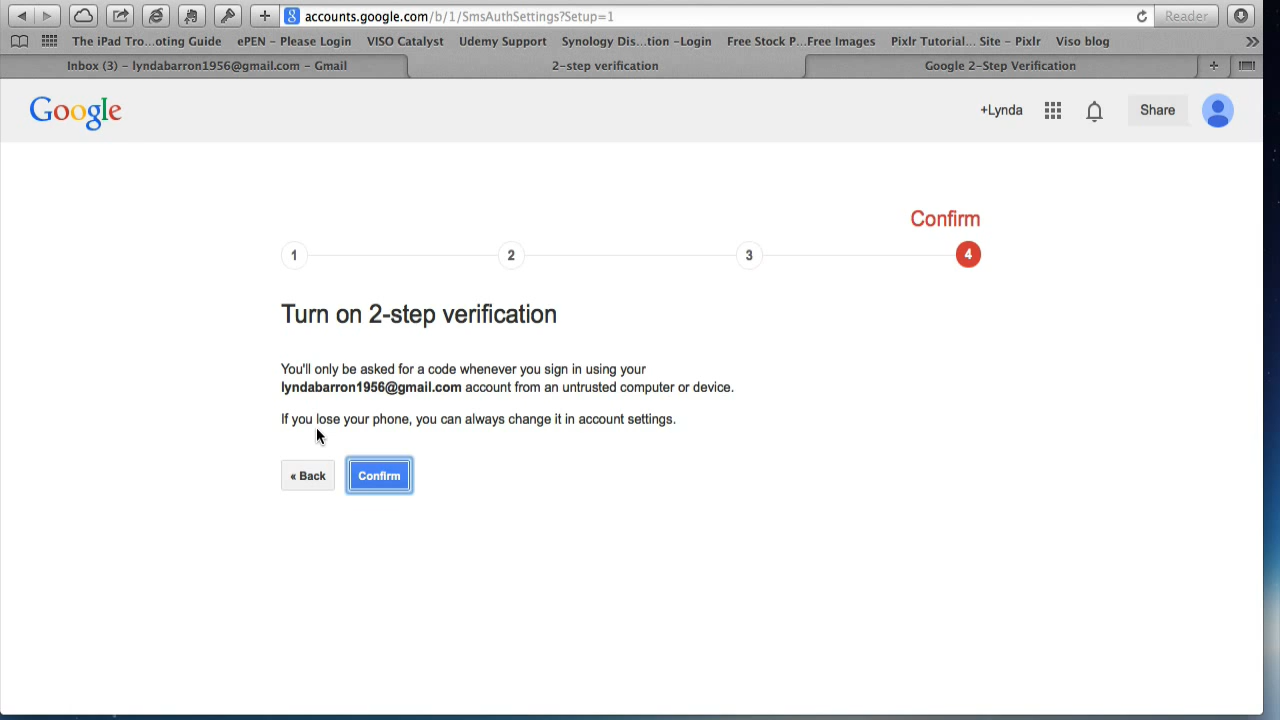 accounts.google.com/b/1/SmsAuthSettings?Setup=1
Reader
The iPad Tro...oting Guide
ePEN – Please Login
VISO Catalyst
Udemy Support
Synology Dis...tion –Login
Free Stock P...Free Images
Pixlr Tutorial... Site – Pixlr
Viso blog
Inbox (3) – lyndabarron1956@gmail.com – Gmail
2-step verification
Google 2-Step Verification
Google
+Lynda
Share
Confirm
1
2
3
4
Turn on 2-step verification
You'll only be asked for a code whenever you sign in using your
lyndabarron1956@gmail.com account from an untrusted computer or device.
If you lose your phone, you can always change it in account settings.
« Back
Confirm